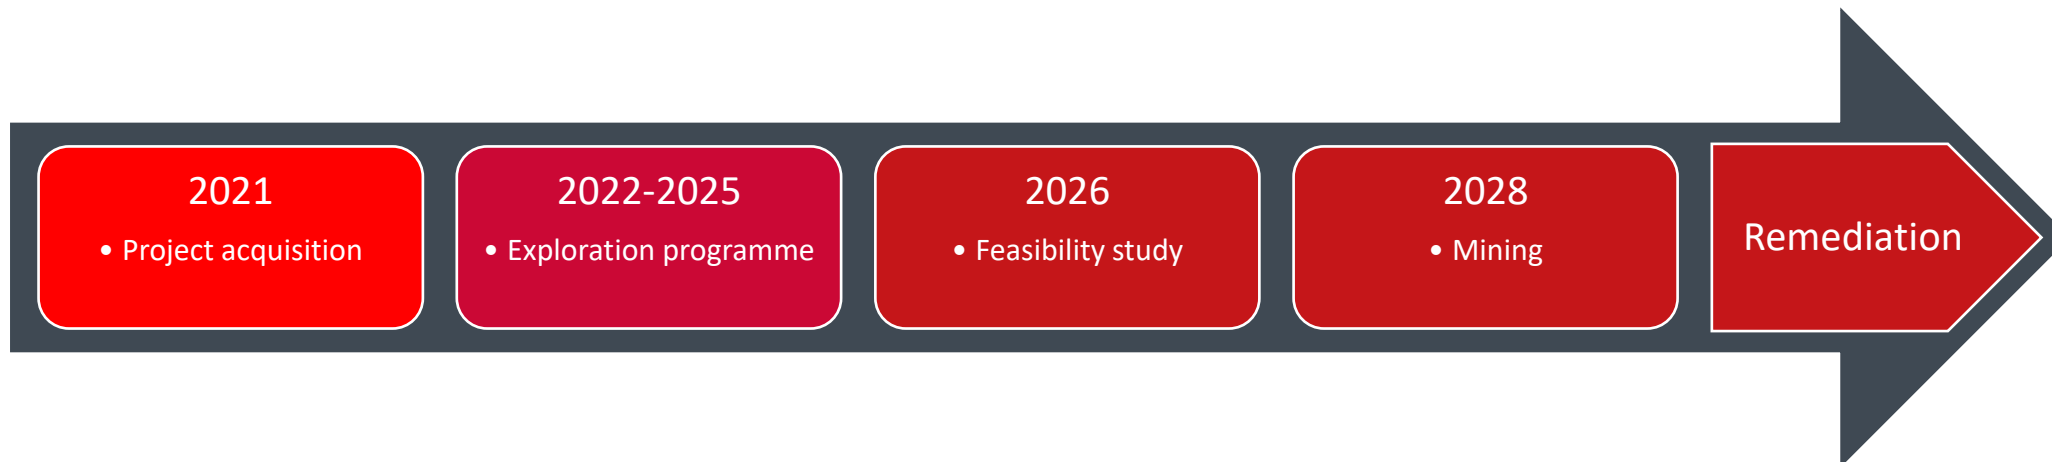 2021
• Project acquisition
2022-2025
• Exploration programme
2026
• Feasibility study
2028
• Mining
Remediation